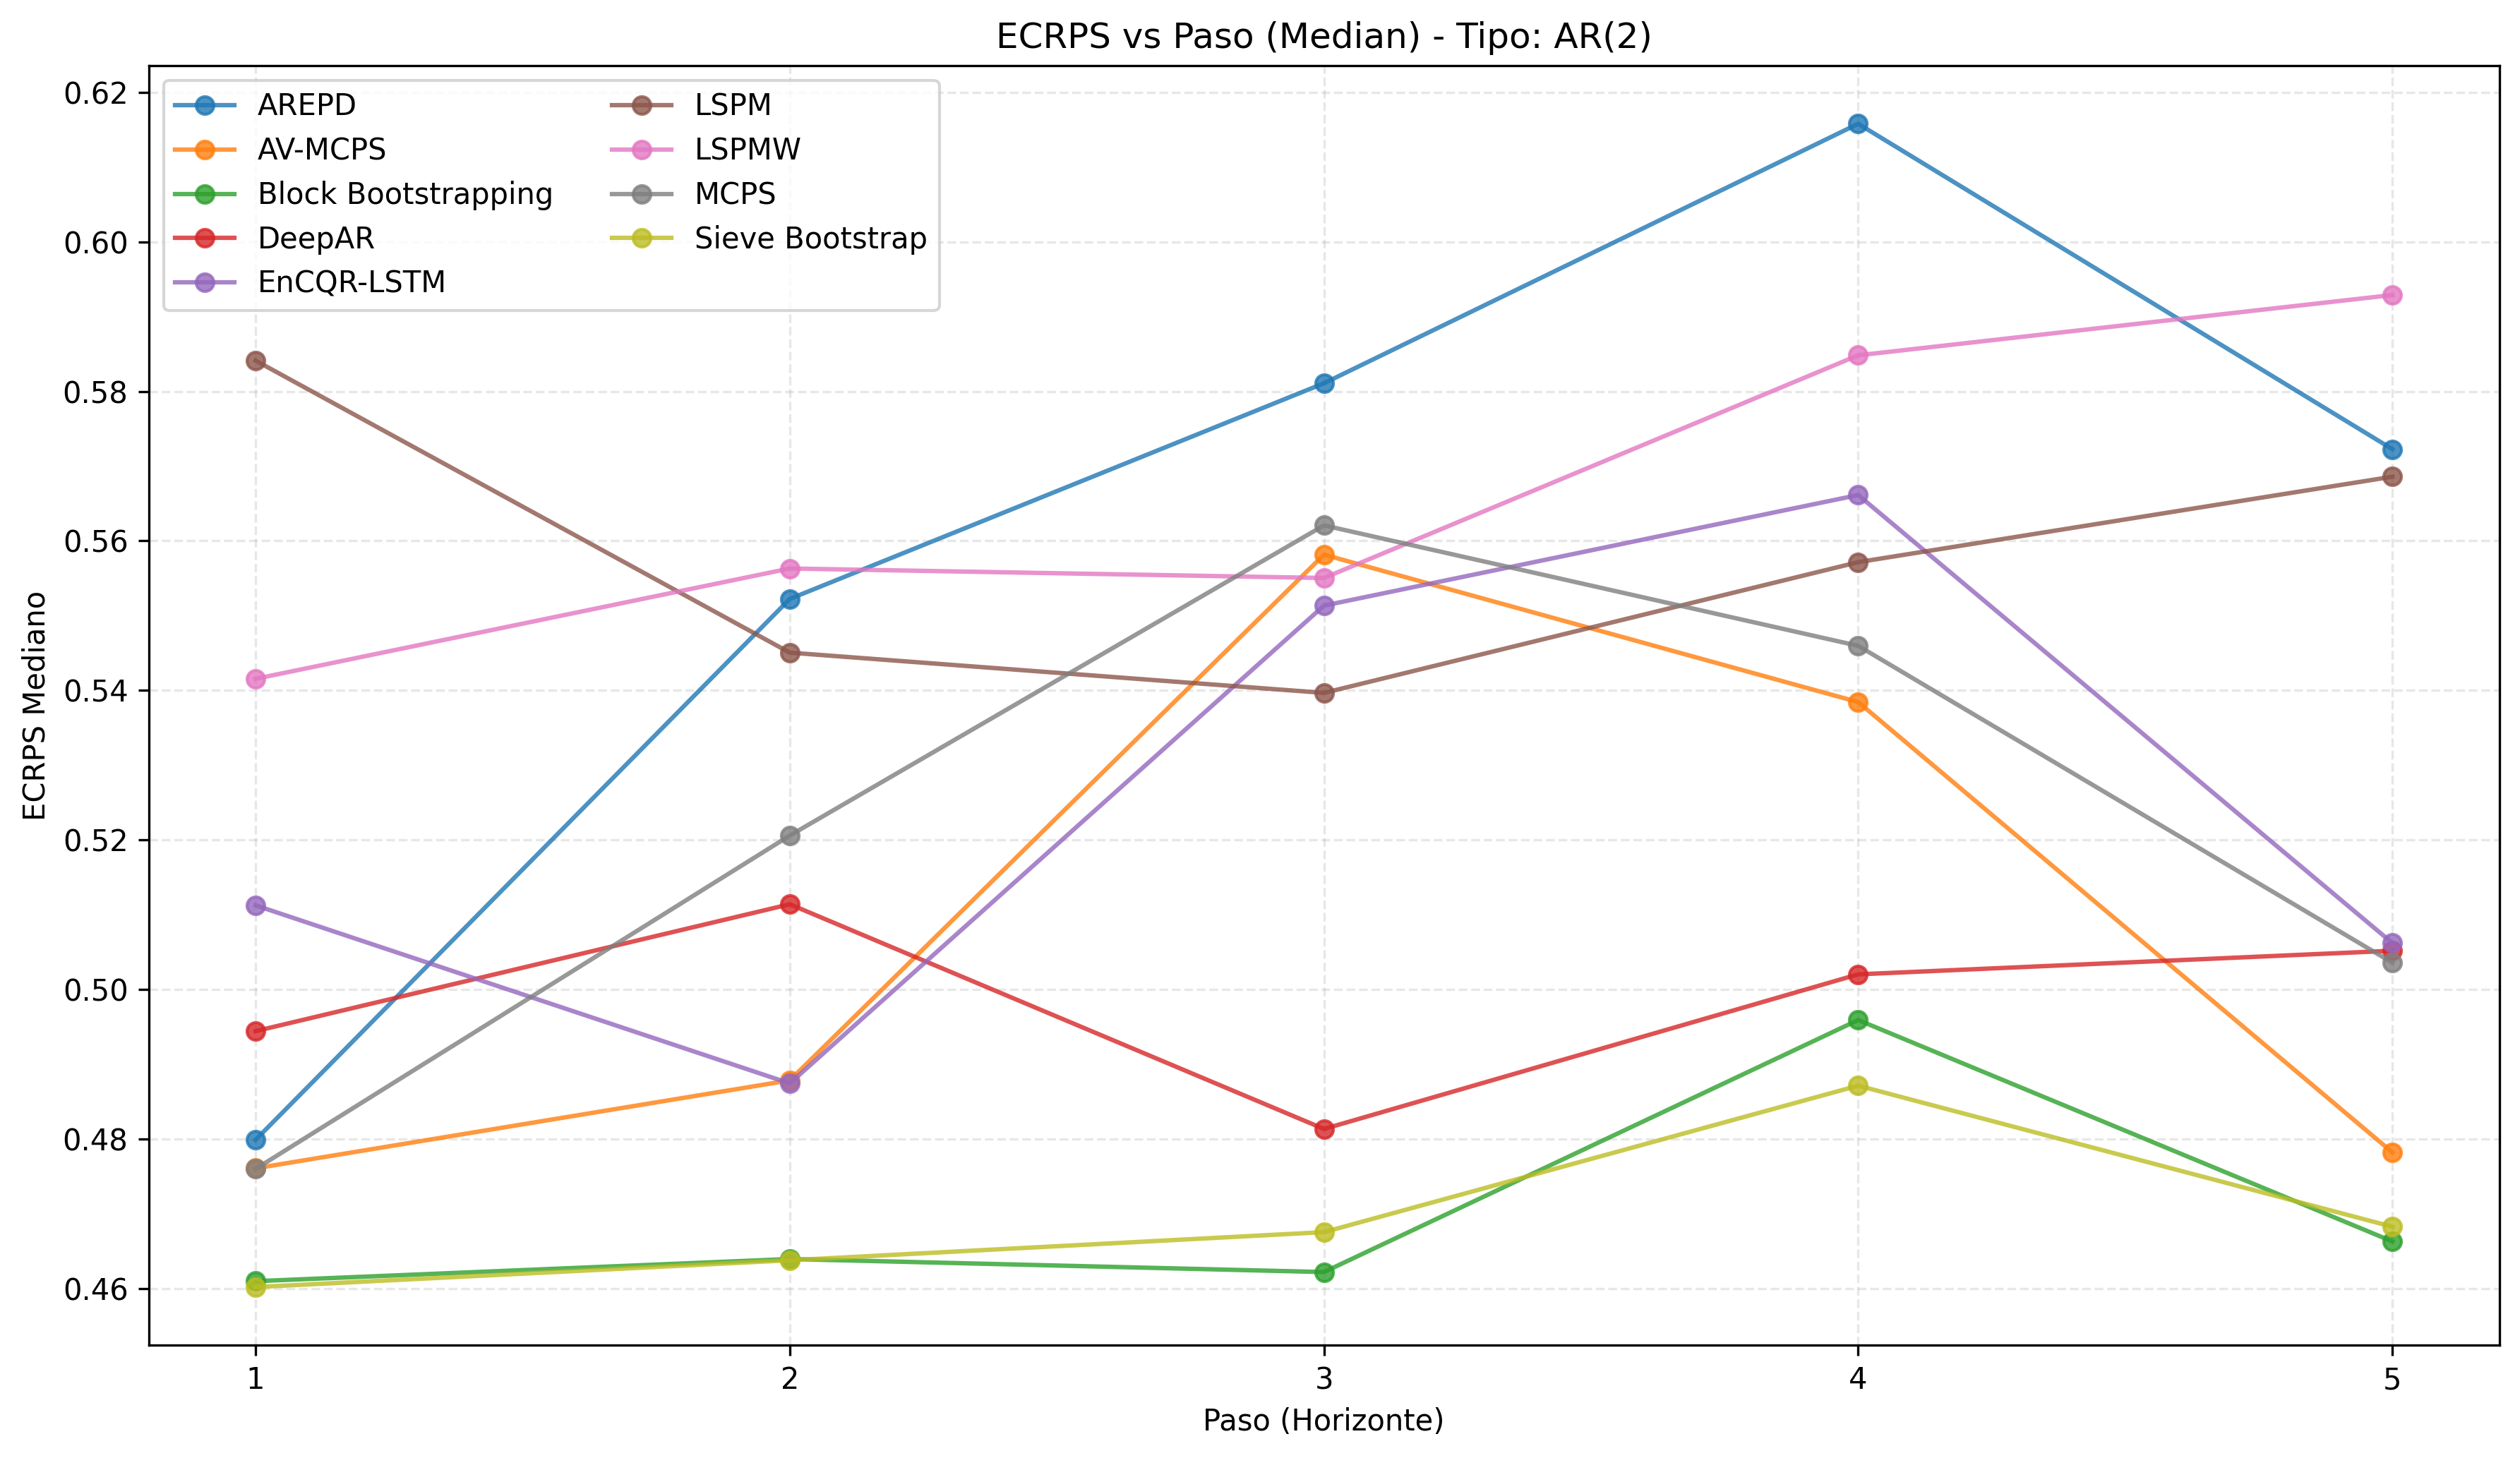 ECRPS vs Paso (Median) - Tipo: AR(2)
AREPD
AV-MCPS
Block Bootstrapping
DeepAR
EnCQR-LSTM
LSPM
LSPMW
MCPS
Sieve Bootstrap
ECRPS Mediano
0.62
0.60
0.58
0.56
0.54
0.52
0.50
0.48
0.46
1 2 3 4 5
Paso (Horizonte)